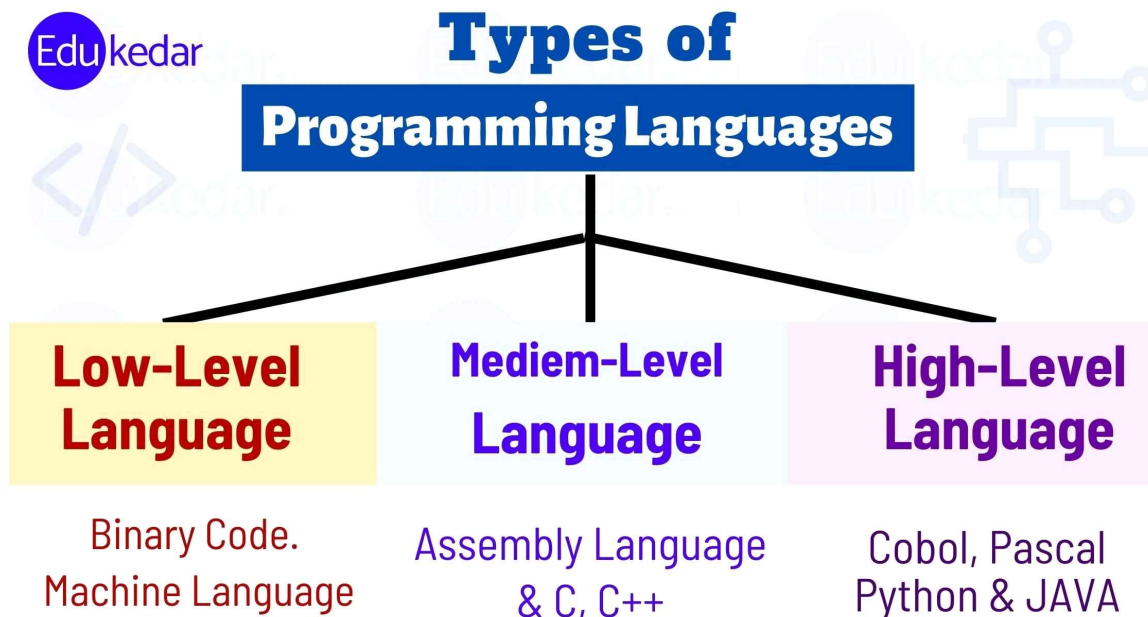 Edukedar
Types of
Programming Languages
Low-Level
Language
Mediem-Level
Language
High-Level
Language
Binary Code.
Machine Language
Assembly Language
& C, C++
Cobol, Pascal
Python & JAVA